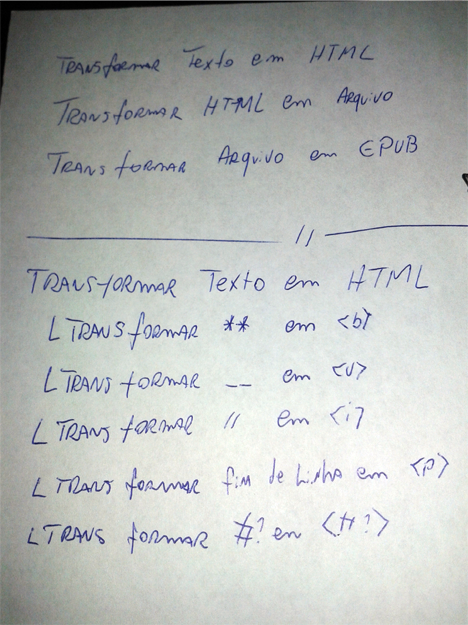 Transformar Texto em HTML
Transformar HTML em Arquivo
Transformar Arquivo em EPUB
//
Transformar Texto em HTML
L Transformar ** em <b>
L Transformar __ em <u>
L Transformar // em <i>
L Transformar fim de linha em <p>
L Transformar #? em <H?>